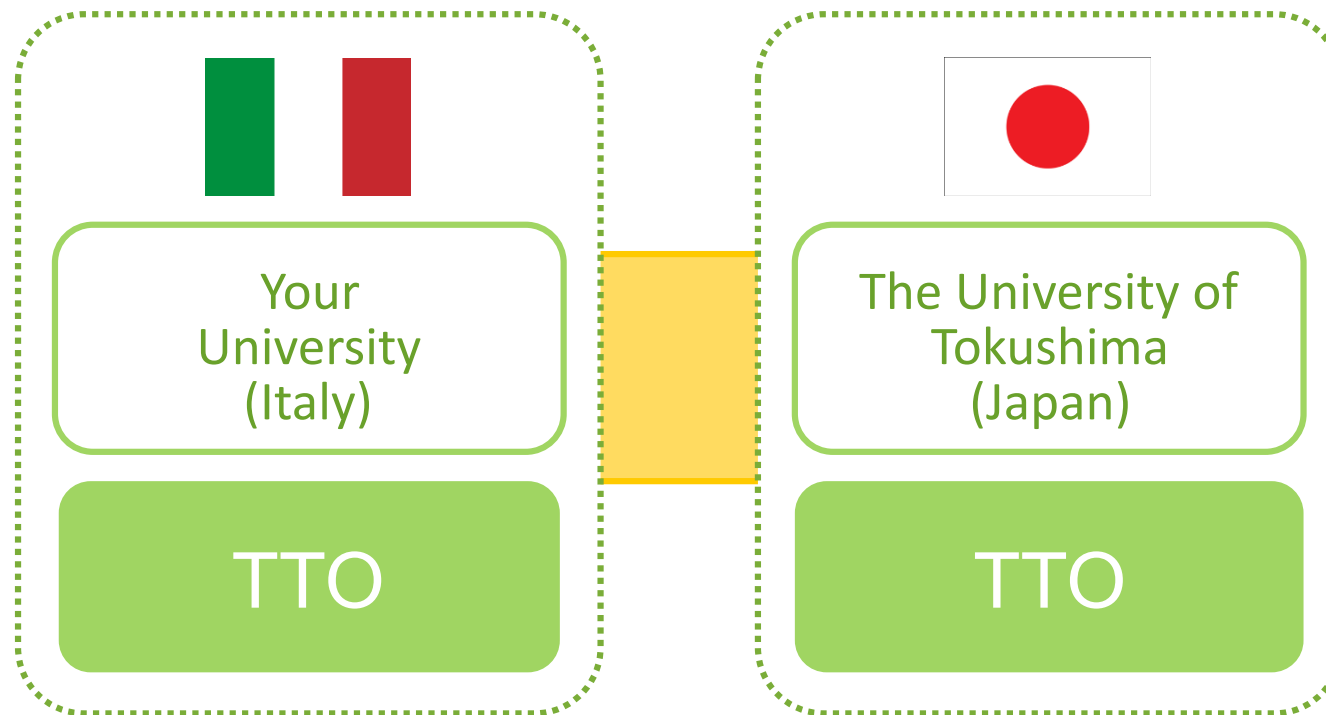 Your
University
(Italy)
TTO
The University of
Tokushima
(Japan)
TTO